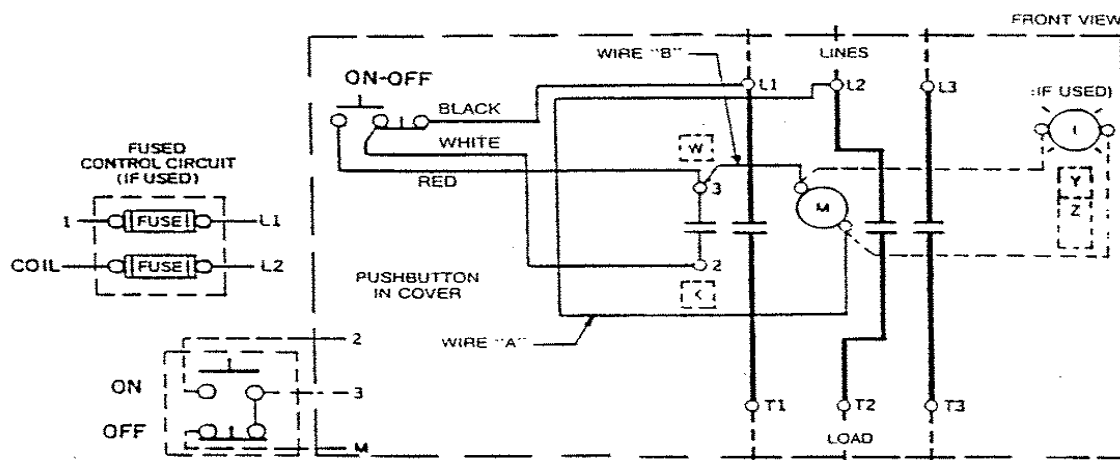 FRONT VIEW
WIRE "B"
LINES
ON-OFF
L1
L2
L3
(IF USED)
BLACK
WHITE
RED
W
3
M
I
Y
Z
FUSED
CONTROL CIRCUIT
(IF USED)
1
FUSE
L1
COIL
FUSE
L2
2
PUSHBUTTON
IN COVER
WIRE "A"
2
ON
3
OFF
M
T1
T2
T3
LOAD